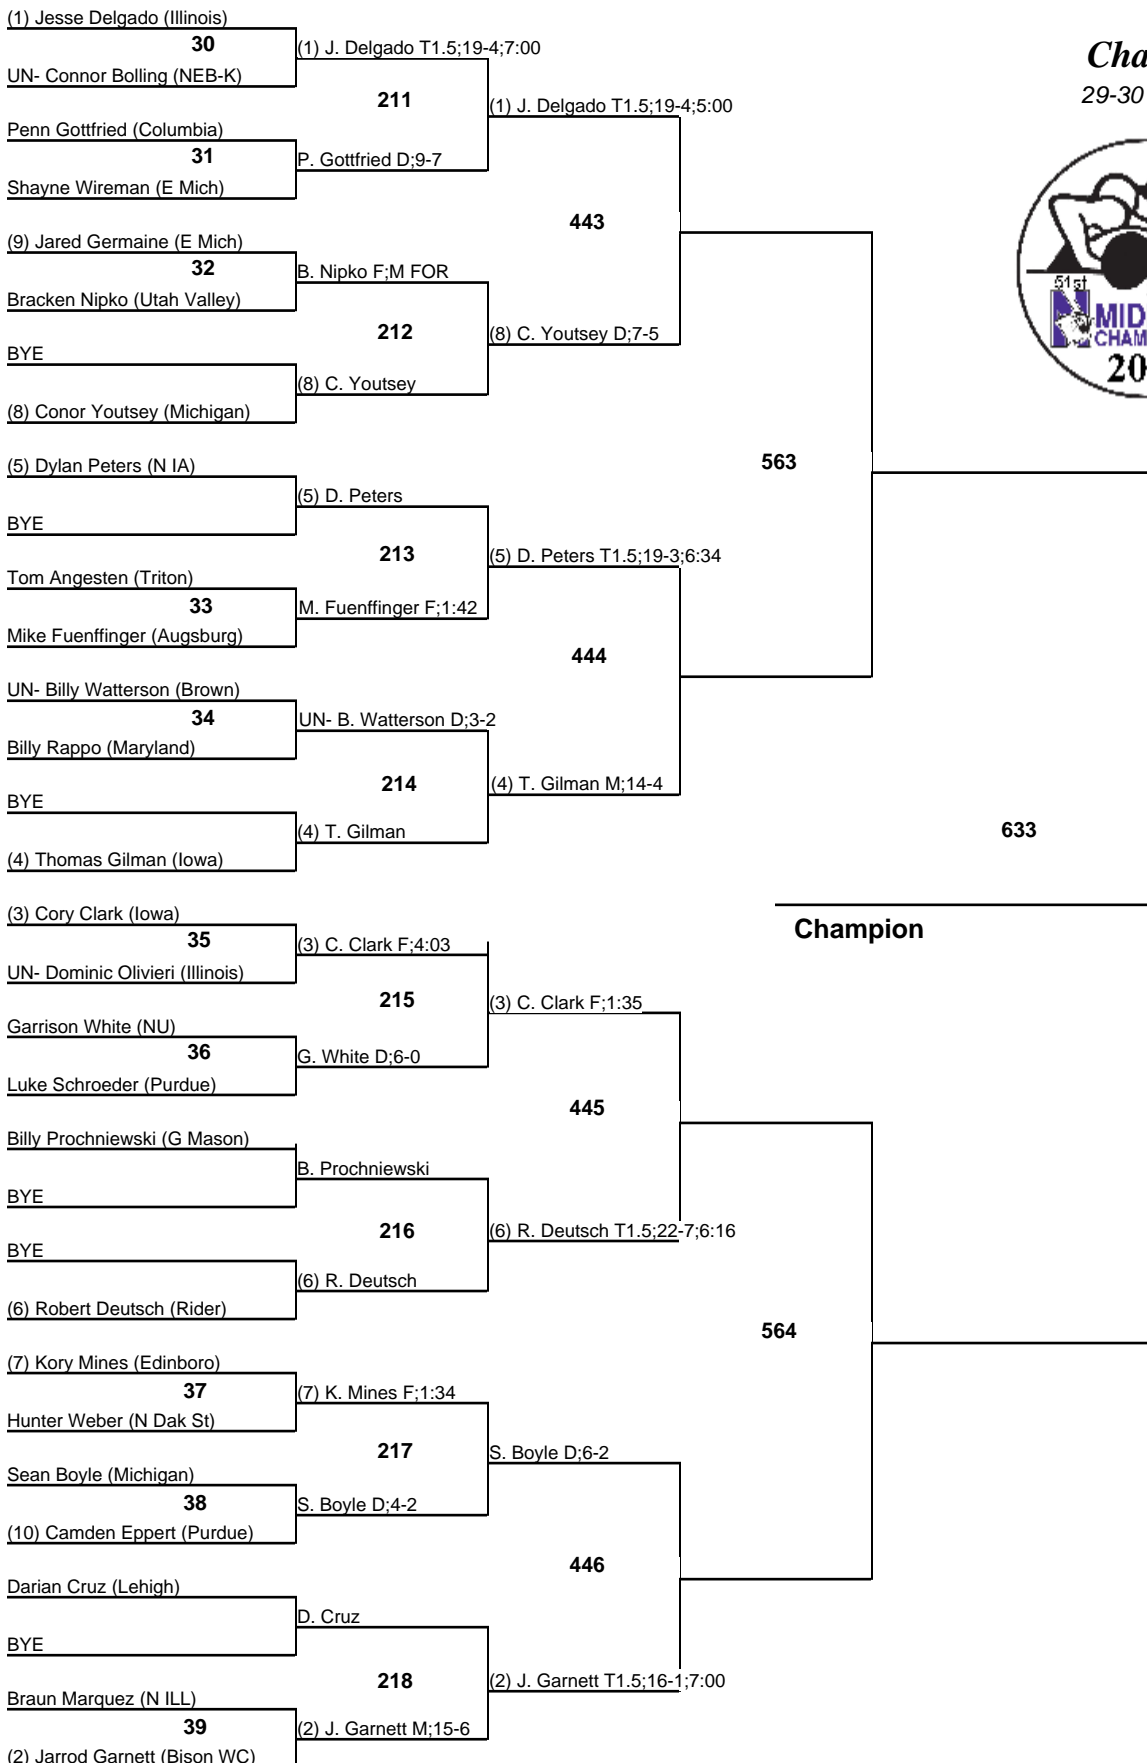 (1) Jesse Delgado (Illinois)
30
(1) J. Delgado T1.5;19-4;7:00
UN- Connor Bolling (NEB-K)
211
(1) J. Delgado T1.5;19-4;5:00
Penn Gottfried (Columbia)
31
P. Gottfried D;9-7
Shayne Wireman (E Mich)
443
(9) Jared Germaine (E Mich)
32
B. Nipko F;M FOR
Bracken Nipko (Utah Valley)
212
(8) C. Youtsey D;7-5
BYE
(8) C. Youtsey
(8) Conor Youtsey (Michigan)
563
(5) Dylan Peters (N IA)
(5) D. Peters
BYE
213
(5) D. Peters T1.5;19-3;6:34
Tom Angesten (Triton)
33
M. Fuenffinger F;1:42
Mike Fuenffinger (Augsburg)
444
UN- Billy Watterson (Brown)
34
UN- B. Watterson D;3-2
Billy Rappo (Maryland)
214
(4) T. Gilman M;14-4
BYE
(4) T. Gilman
(4) Thomas Gilman (Iowa)
633
Champion
(3) Cory Clark (Iowa)
35
(3) C. Clark F;4:03
UN- Dominic Olivieri (Illinois)
215
(3) C. Clark F;1:35
Garrison White (NU)
36
G. White D;6-0
Luke Schroeder (Purdue)
445
Billy Prochniewski (G Mason)
B. Prochniewski
BYE
216
(6) R. Deutsch T1.5;22-7;6:16
BYE
(6) R. Deutsch
(6) Robert Deutsch (Rider)
564
(7) Kory Mines (Edinboro)
37
(7) K. Mines F;1:34
Hunter Weber (N Dak St)
217
S. Boyle D;6-2
Sean Boyle (Michigan)
38
S. Boyle D;4-2
(10) Camden Eppert (Purdue)
446
Darian Cruz (Lehigh)
D. Cruz
BYE
218
(2) J. Garnett T1.5;16-1;7:00
Braun Marquez (N ILL)
39
(2) J. Garnett M;15-6
(2) Jarrod Garnett (Bison WC)
Cha
29-30
51st
N
MID
CHAM
20